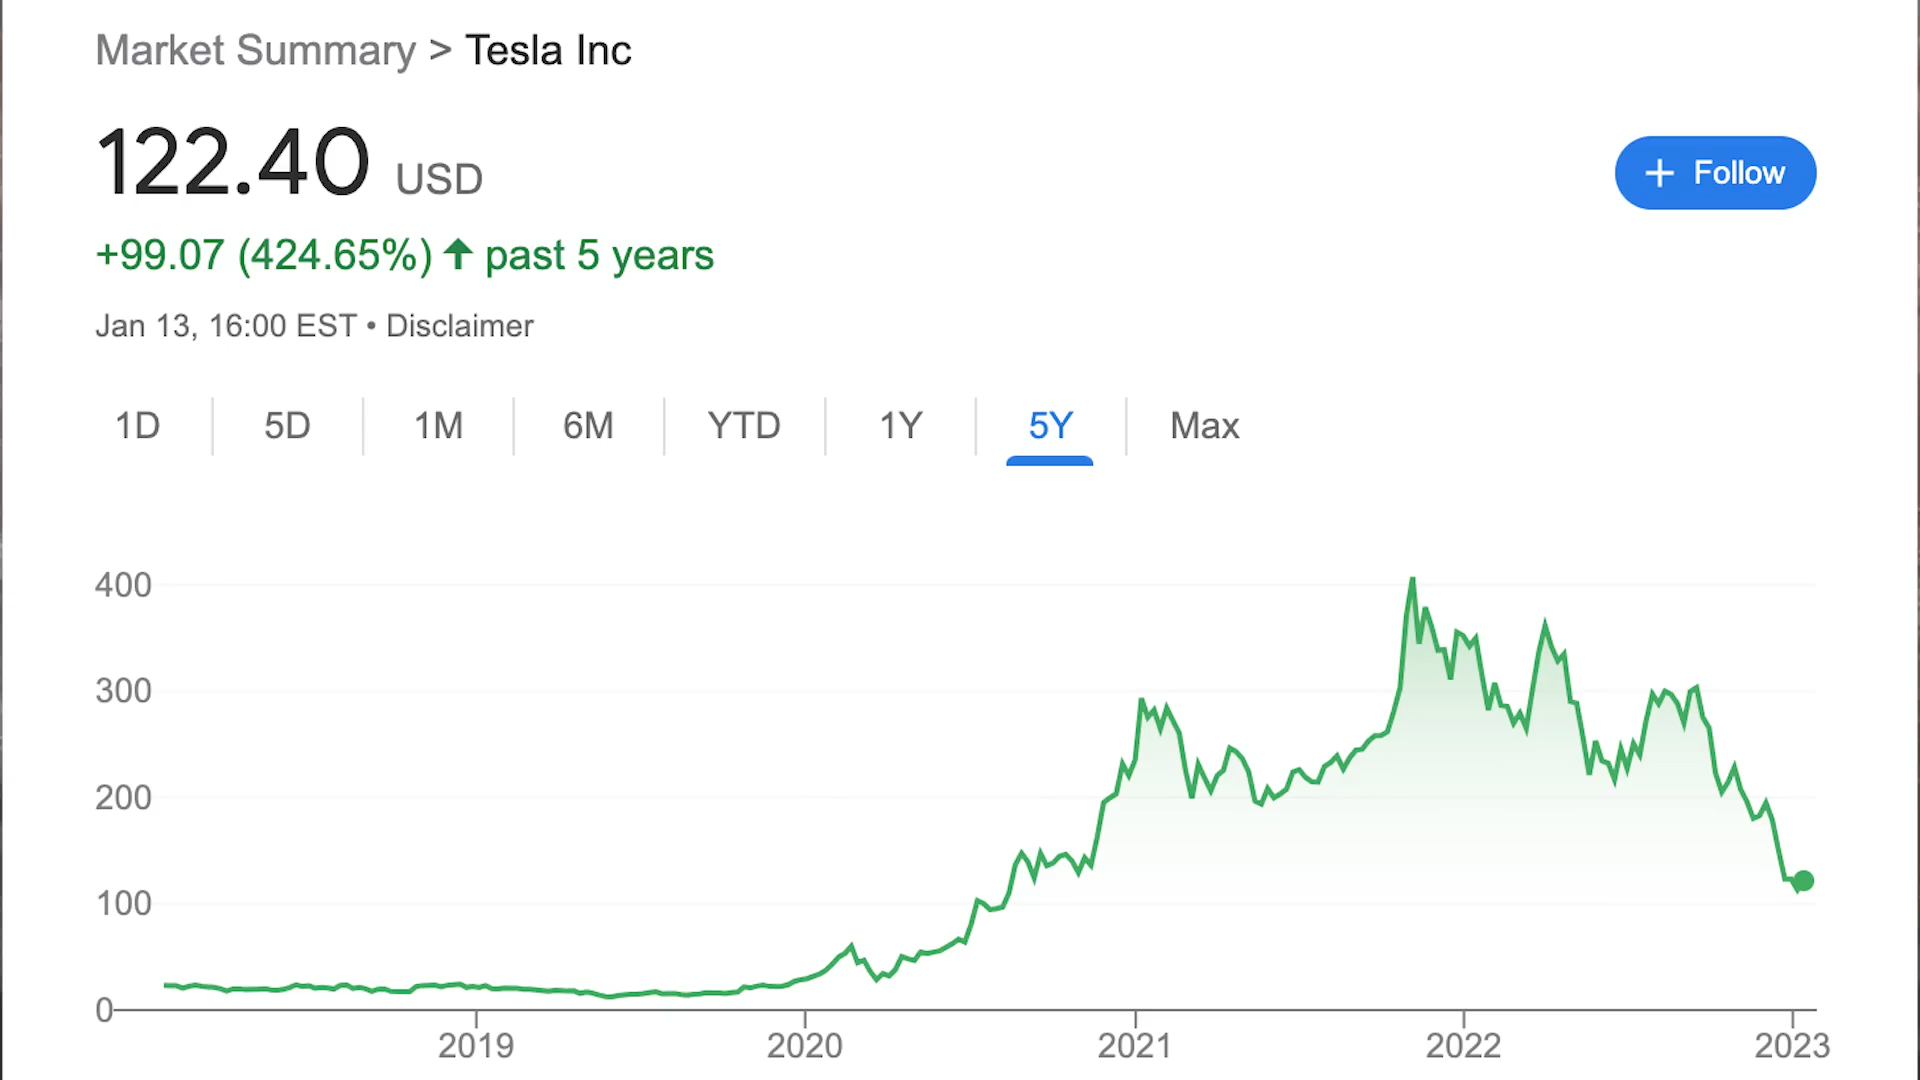 Market Summary > Tesla Inc
122.40 USD
+ Follow
+99.07 (424.65%) ↑ past 5 years
Jan 13, 16:00 EST • Disclaimer
1D 5D 1M 6M YTD 1Y 5Y Max
400
300
200
100
0
2019 2020 2021 2022 2023